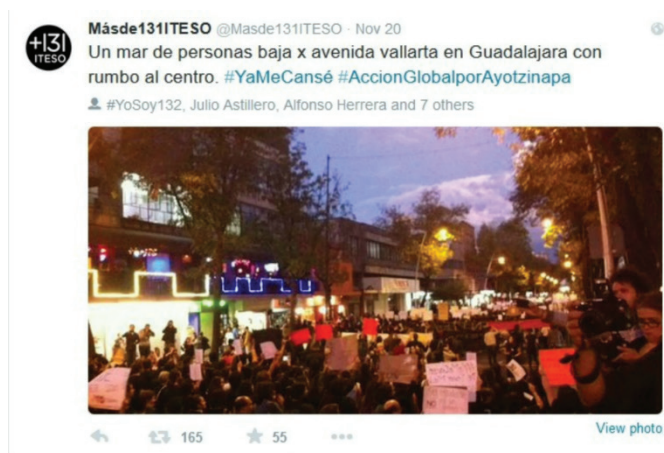 +131
ITESO
Másde131ITESO @Masde131ITESO · Nov 20
Un mar de personas baja x avenida vallarta en Guadalajara con
rumbo al centro. #YaMeCansé #AccionGlobalporAyotzinapa
#YoSoy132, Julio Astillero, Alfonso Herrera and 7 others
165
55
View photo